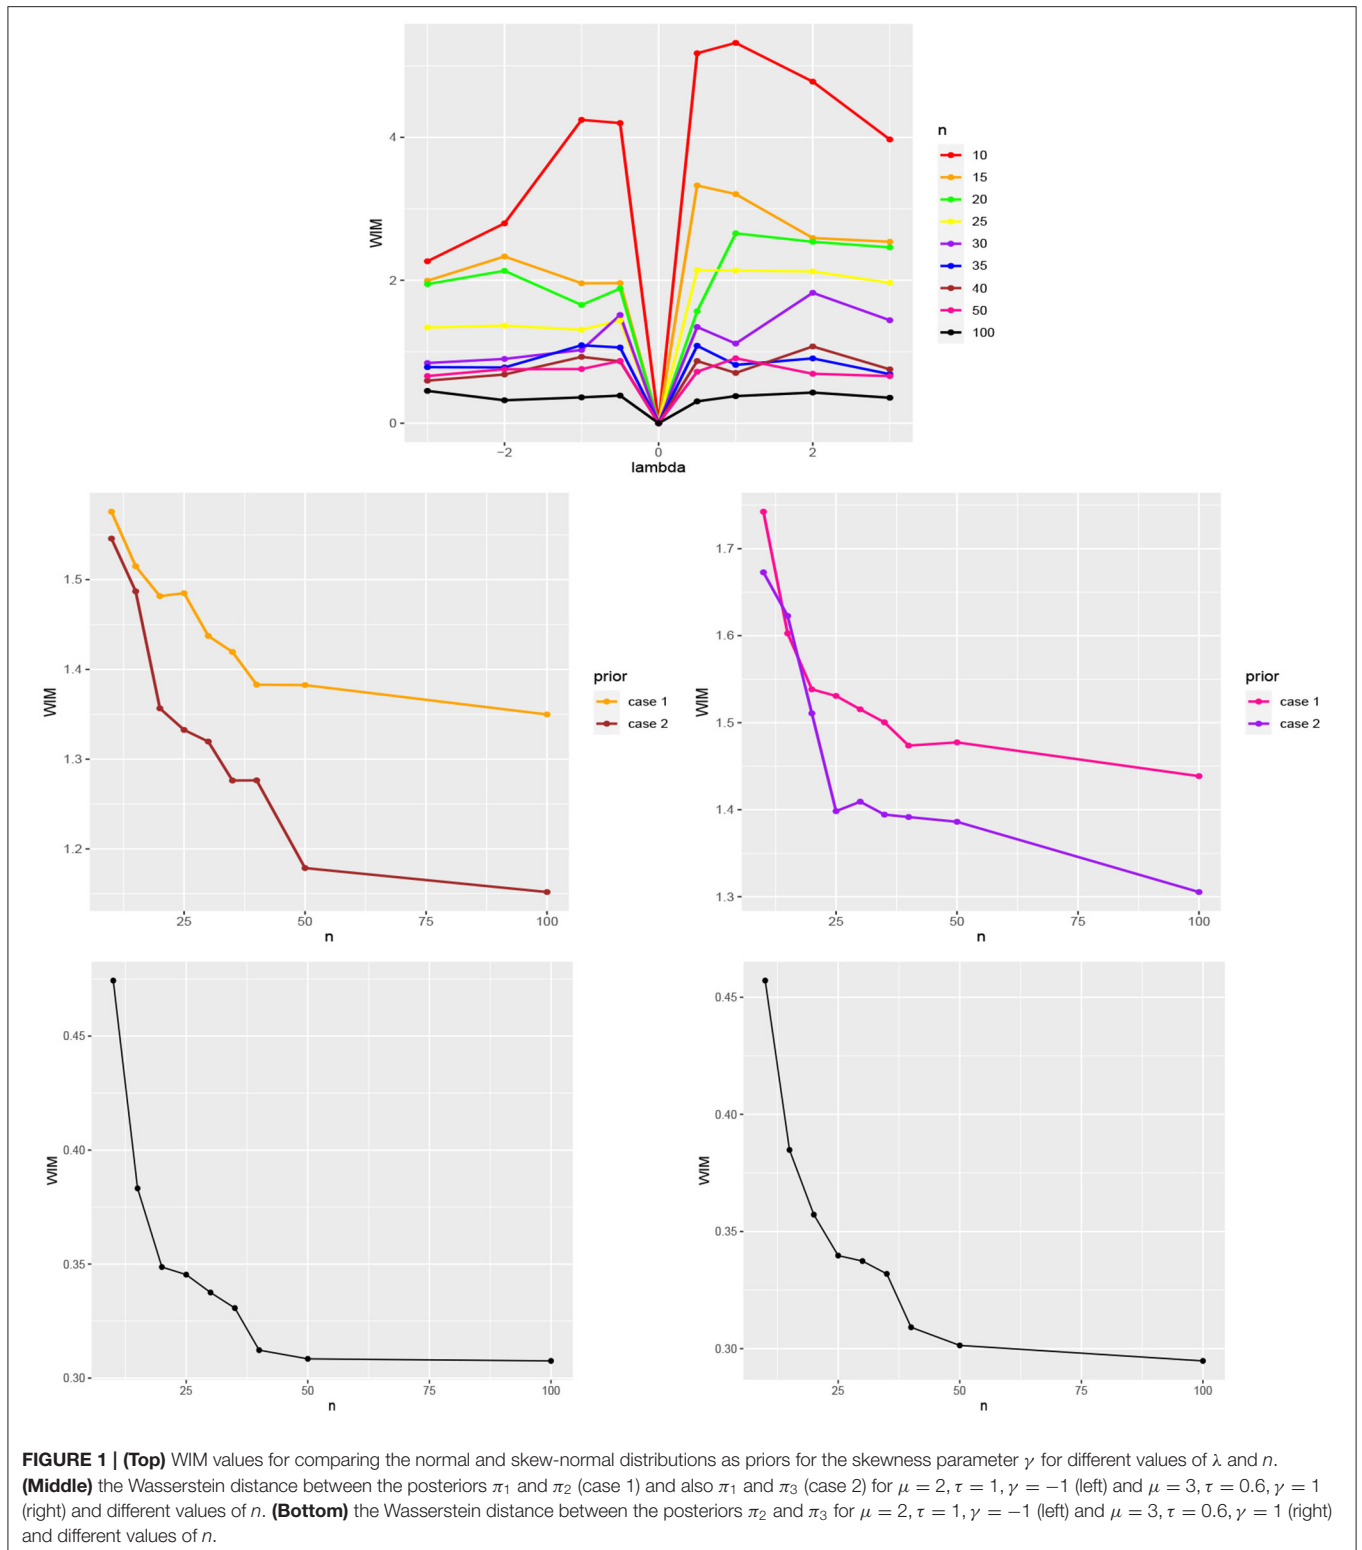 WIM
4
2
0
−2
0
2
lambda
n
10
15
20
25
30
35
40
50
100
WIM
1.5
1.4
1.3
1.2
25
50
75
100
n
prior
case 1
case 2
WIM
1.7
1.6
1.5
1.4
1.3
25
50
75
100
n
prior
case 1
case 2
WIM
0.45
0.40
0.35
0.30
25
50
75
100
n
WIM
0.45
0.40
0.35
0.30
25
50
75
100
n
FIGURE 1 | (Top) WIM values for comparing the normal and skew-normal distributions as priors for the skewness parameter γ for different values of λ and n.
(Middle) the Wasserstein distance between the posteriors π₁ and π₂ (case 1) and also π₁ and π₃ (case 2) for μ = 2, τ = 1, γ = −1 (left) and μ = 3, τ = 0.6, γ = 1
(right) and different values of n. (Bottom) the Wasserstein distance between the posteriors π₂ and π₃ for μ = 2, τ = 1, γ = −1 (left) and μ = 3, τ = 0.6, γ = 1 (right)
and different values of n.